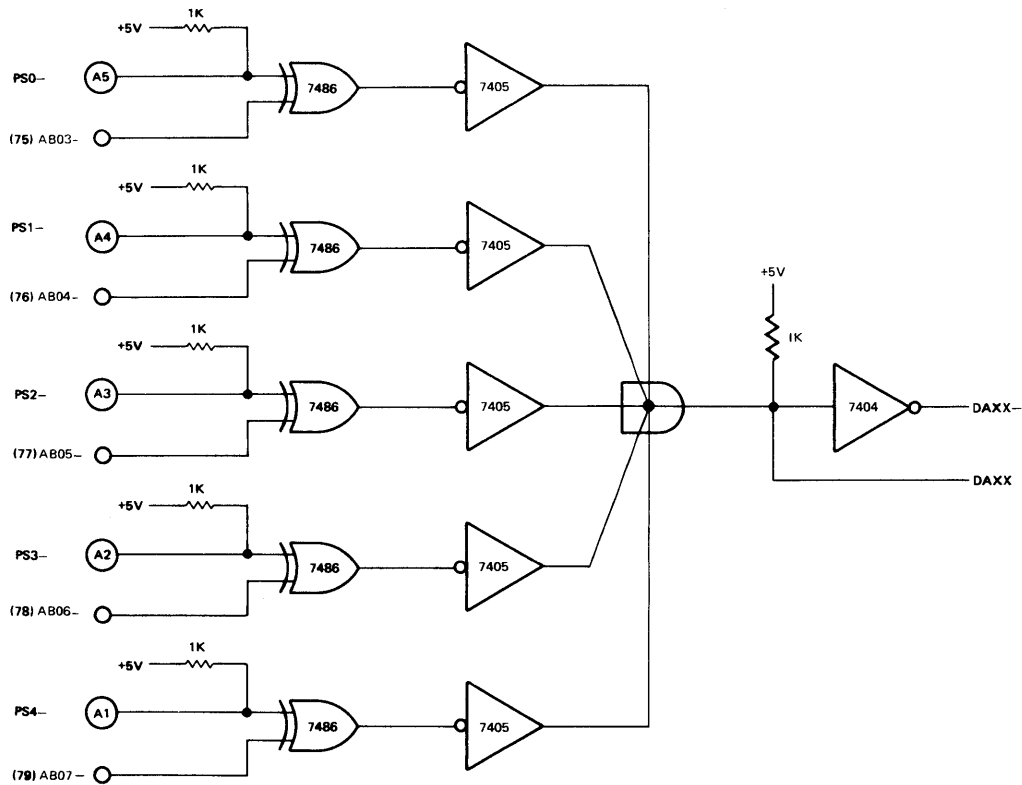 1K
+5V
PS0–
A5
7486
7405
(75) AB03–
1K
+5V
PS1–
A4
7486
7405
(76) AB04–
+5V
1K
1K
+5V
PS2–
A3
7486
7405
7404
DAXX–
(77) AB05–
DAXX
1K
+5V
PS3–
A2
7486
7405
(78) AB06–
1K
+5V
PS4–
A1
7486
7405
(79) AB07–